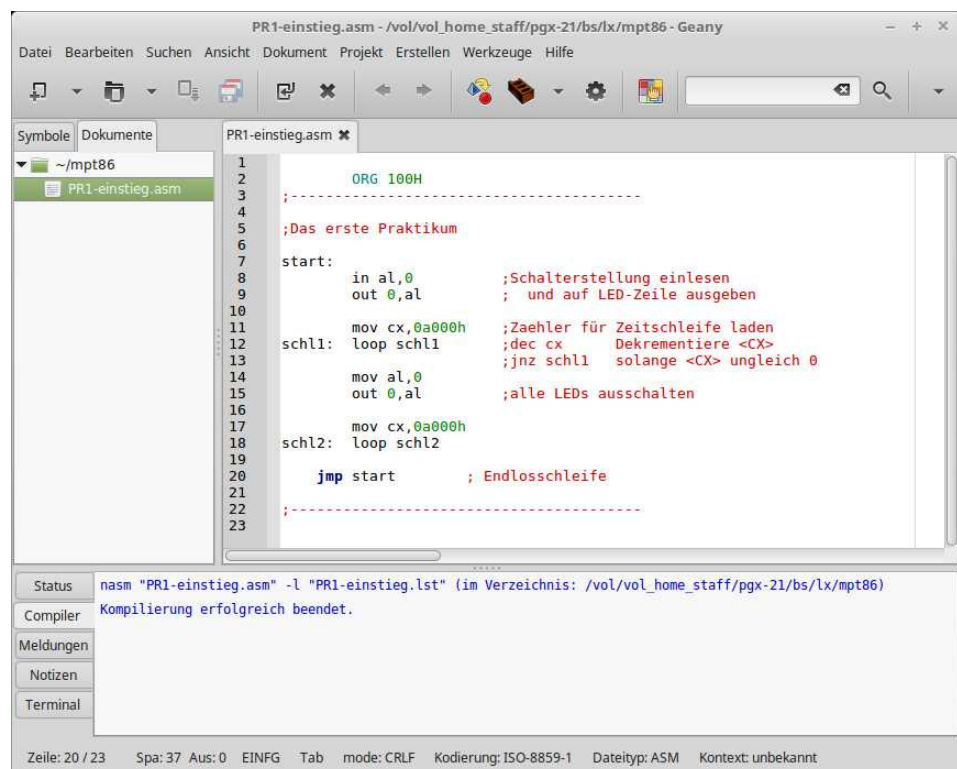 PR1-einstieg.asm - /vol/vol_home_staff/pgx-21/bs/lx/mpt86 - Geany
Datei Bearbeiten Suchen Ansicht Dokument Projekt Erstellen Werkzeuge Hilfe
Symbole Dokumente
~/mpt86
PR1-einstieg.asm
PR1-einstieg.asm
1
2 ORG 100H
3 ;----------------------------------------
4
5 ;Das erste Praktikum
6
7 start:
8 in al,0 ;Schalterstellung einlesen
9 out 0,al ; und auf LED-Zeile ausgeben
10
11 mov cx,0a000h ;Zaehler für Zeitschleife laden
12 schl1: loop schl1 ;dec cx Dekrementiere <CX>
13 ;jnz schl1 solange <CX> ungleich 0
14 mov al,0
15 out 0,al ;alle LEDs ausschalten
16
17 mov cx,0a000h
18 schl2: loop schl2
19
20 jmp start ; Endlosschleife
21
22 ;----------------------------------------
23
Status
Compiler
Meldungen
Notizen
Terminal
nasm "PR1-einstieg.asm" -l "PR1-einstieg.lst" (im Verzeichnis: /vol/vol_home_staff/pgx-21/bs/lx/mpt86)
Kompilierung erfolgreich beendet.
Zeile: 20 / 23 Spa: 37 Aus: 0 EINFG Tab mode: CRLF Kodierung: ISO-8859-1 Dateityp: ASM Kontext: unbekannt